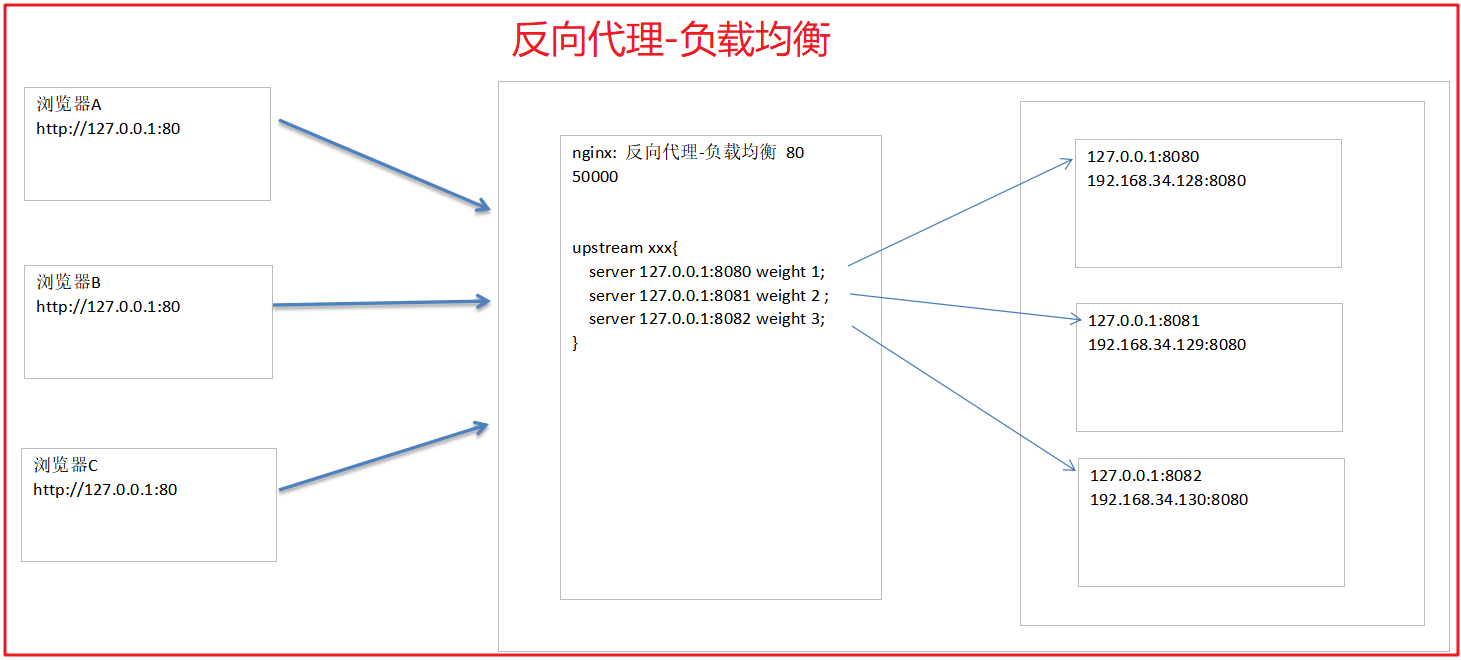 反向代理-负载均衡
浏览器A
http://127.0.0.1:80
浏览器B
http://127.0.0.1:80
浏览器C
http://127.0.0.1:80
nginx: 反向代理-负载均衡 80
50000
upstream xxx{
server 127.0.0.1:8080 weight 1;
server 127.0.0.1:8081 weight 2 ;
server 127.0.0.1:8082 weight 3;
}
127.0.0.1:8080
192.168.34.128:8080
127.0.0.1:8081
192.168.34.129:8080
127.0.0.1:8082
192.168.34.130:8080